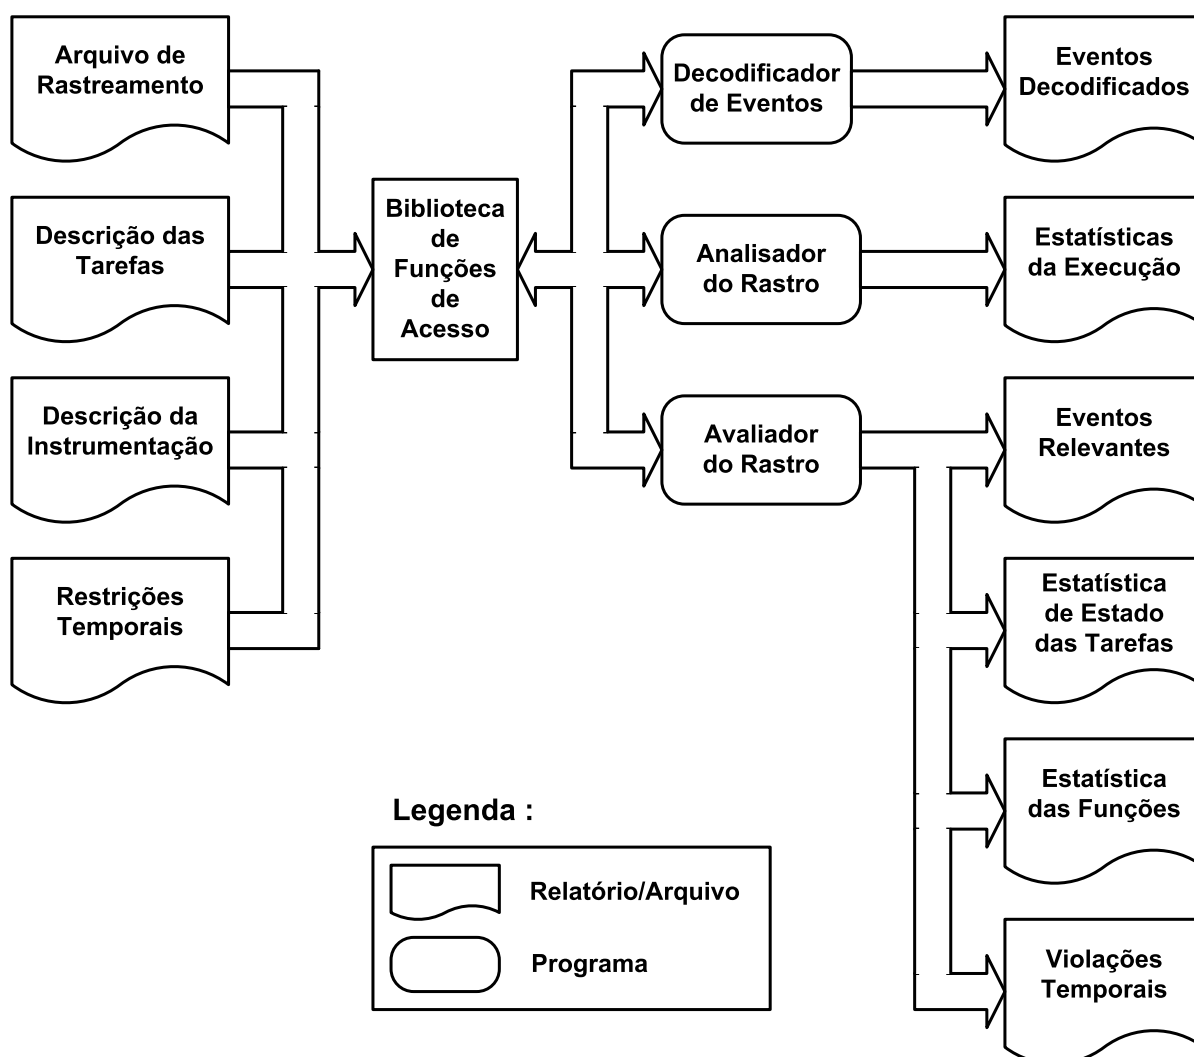 Arquivo de
Rastreamento
Descrição das
Tarefas
Descrição da
Instrumentação
Restrições
Temporais
Biblioteca
de
Funções
de
Acesso
Decodificador
de Eventos
Analisador
do Rastro
Avaliador
do Rastro
Eventos
Decodificados
Estatísticas
da Execução
Eventos
Relevantes
Estatística
de Estado
das Tarefas
Estatística
das Funções
Violações
Temporais
Legenda :
Relatório/Arquivo
Programa